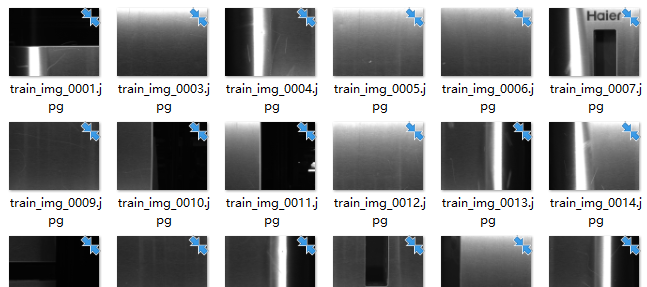 Haier
train_img_0001.j
pg
train_img_0003.j
pg
train_img_0004.j
pg
train_img_0005.j
pg
train_img_0006.j
pg
train_img_0007.j
pg
train_img_0009.j
pg
train_img_0010.j
pg
train_img_0011.j
pg
train_img_0012.j
pg
train_img_0013.j
pg
train_img_0014.j
pg